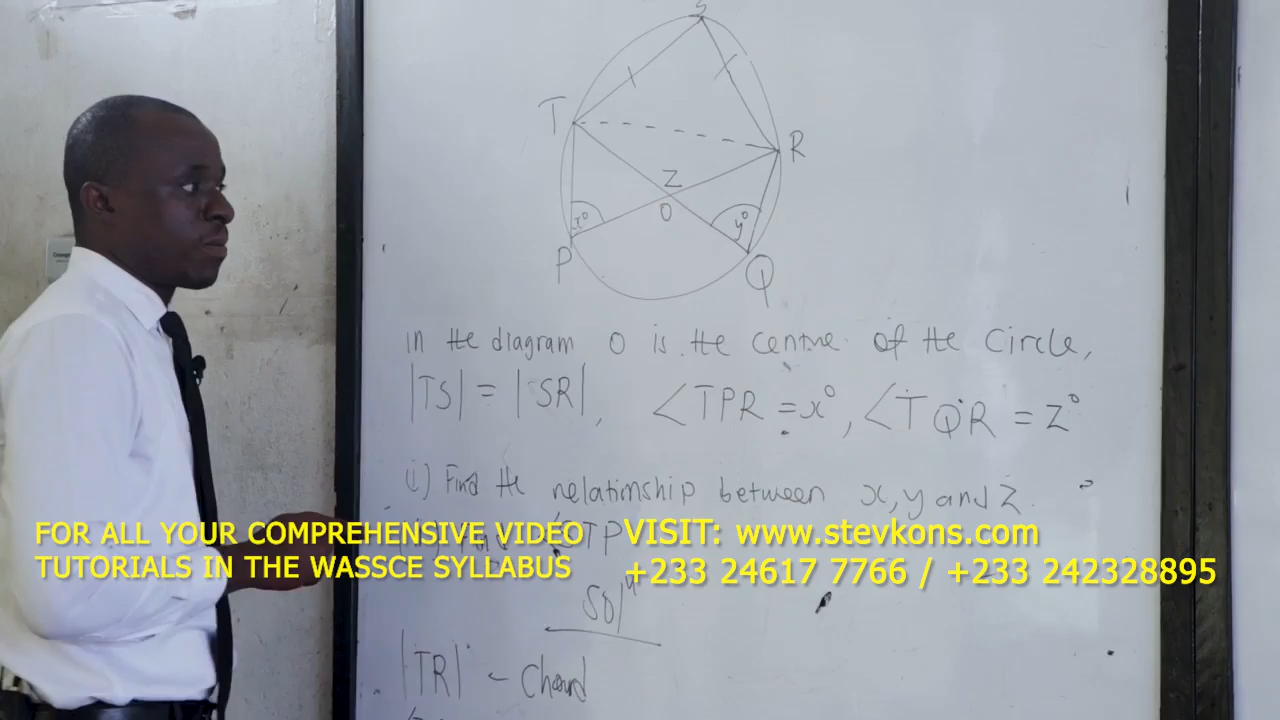 S
T
R
Z
O
x°
y°
P
Q
in the diagram O is the centre of the Circle,
|TS| = |SR|, ∠TPR = x°, ∠TQR = z°
(i) Find the relationship between x, y and z.
TP
FOR ALL YOUR COMPREHENSIVE VIDEO
TUTORIALS IN THE WASSCE SYLLABUS
VISIT: www.stevkons.com
+233 24617 7766 / +233 242328895
Solⁿ
|TR| - Chord